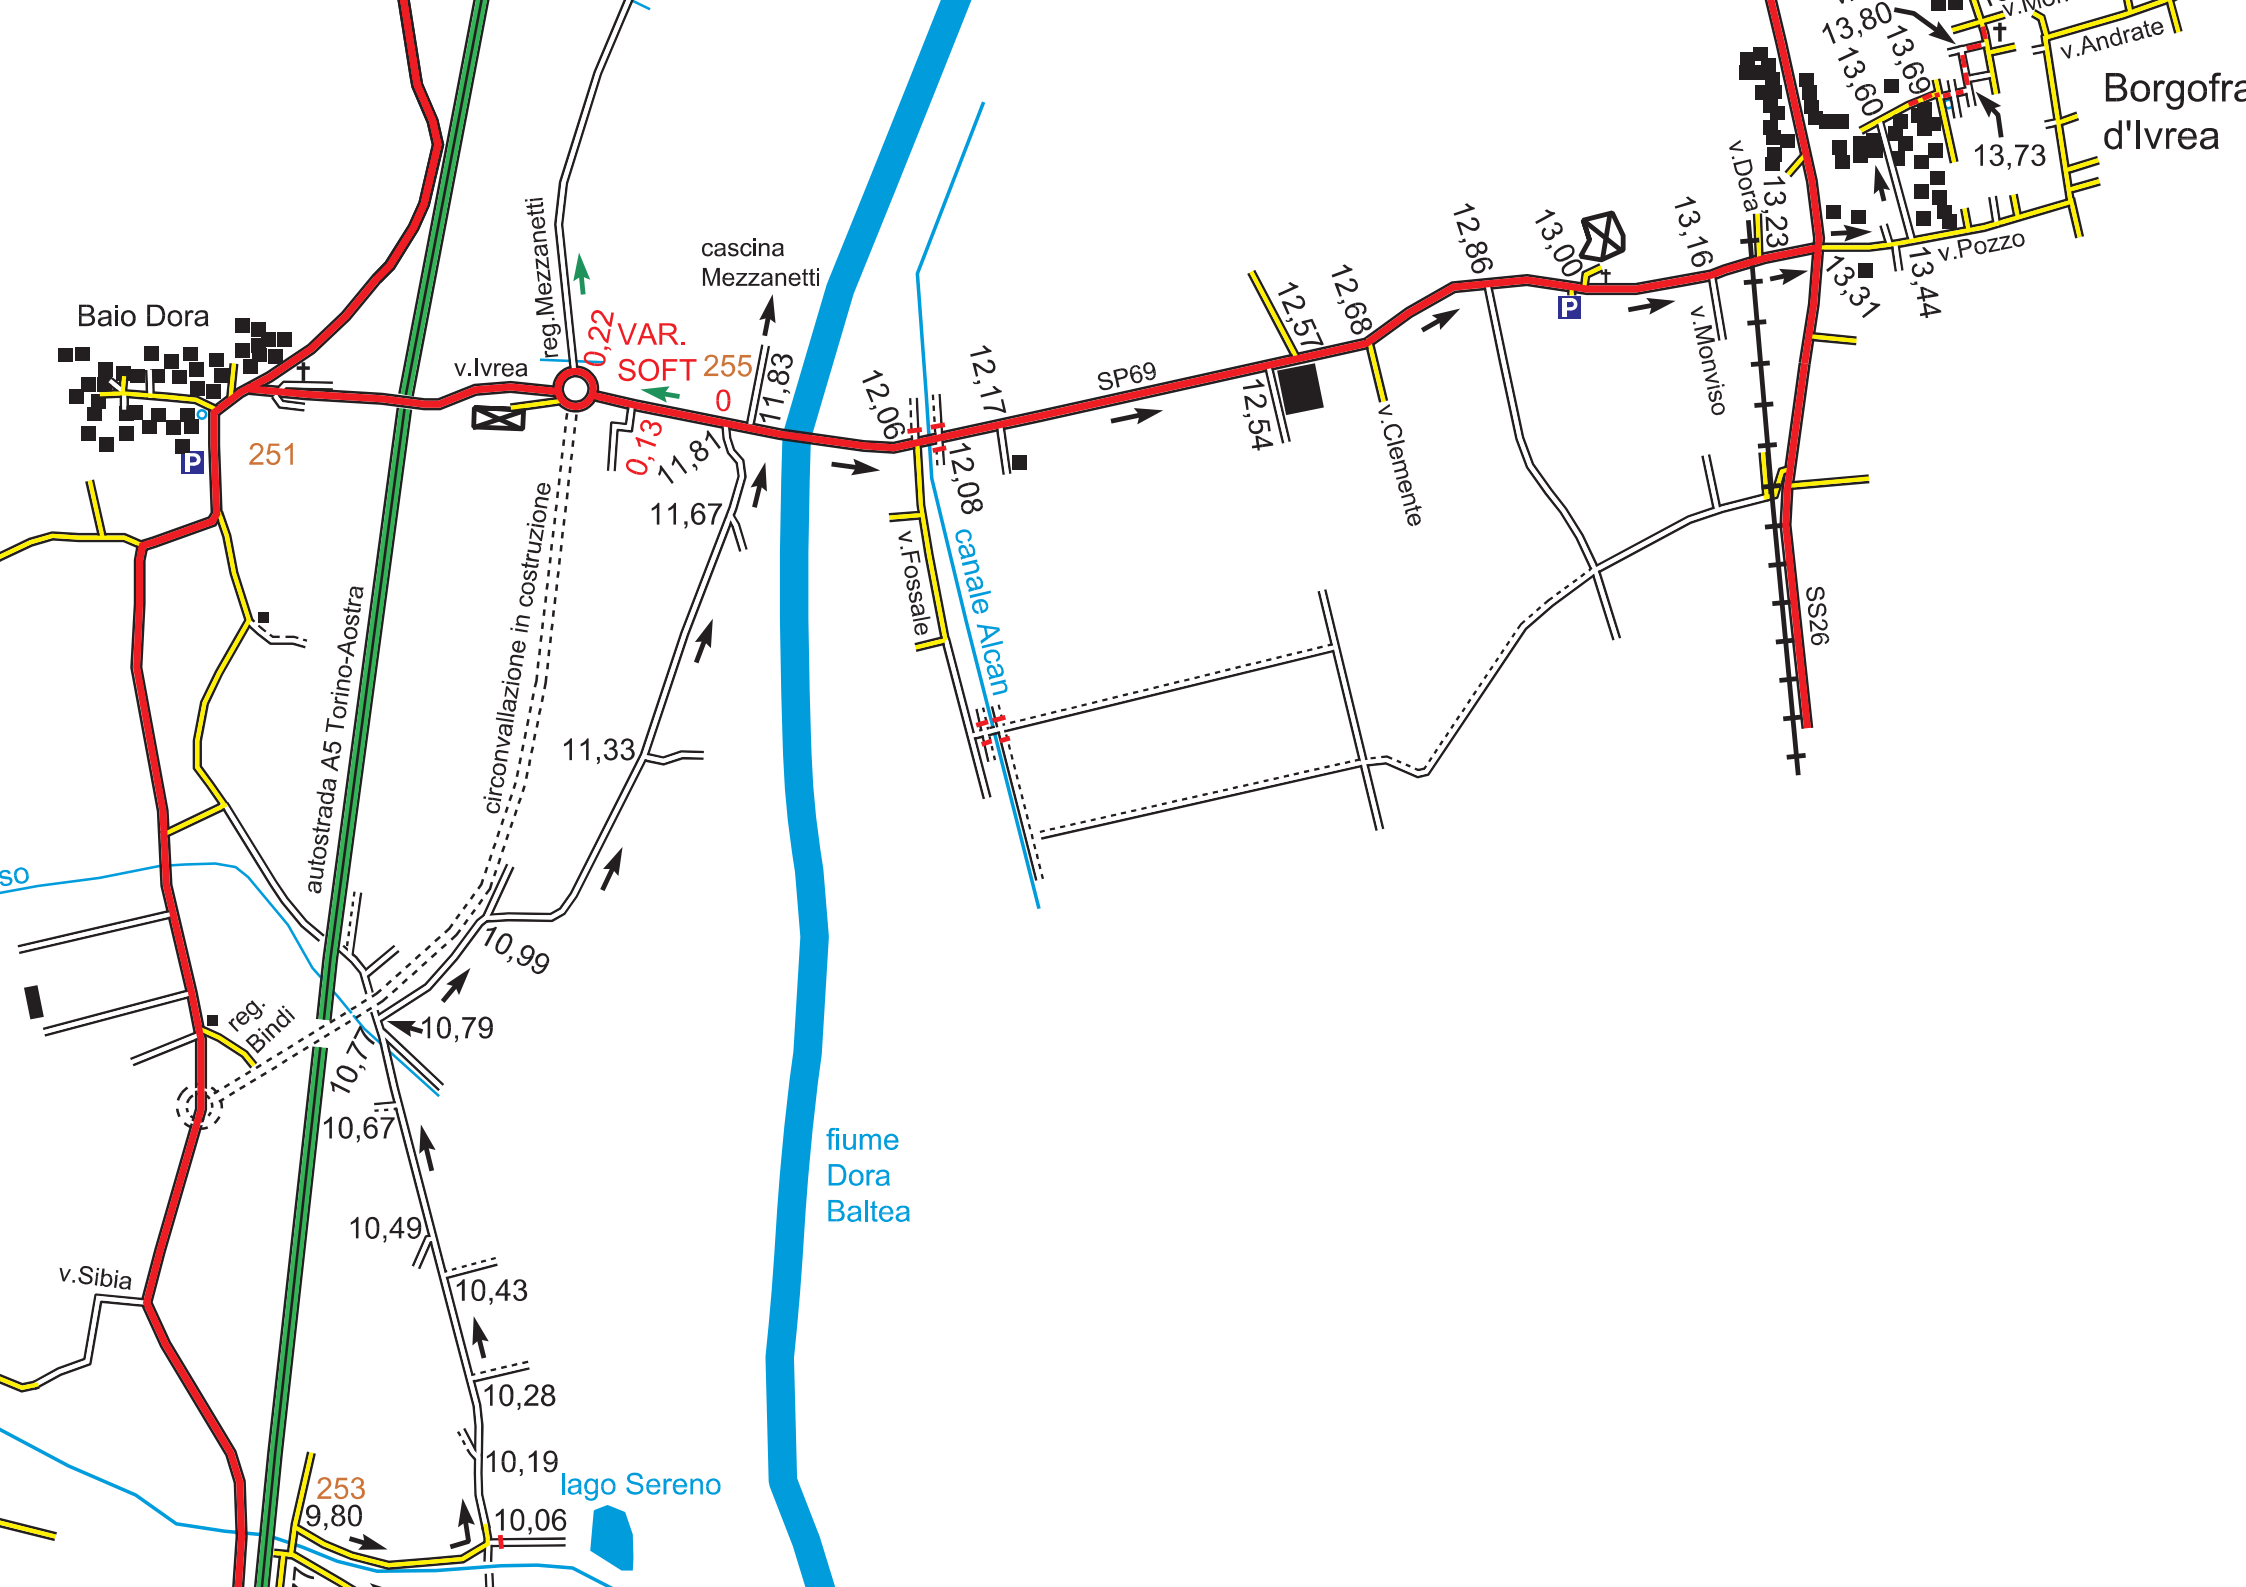 13,80
v.Andrate
13,60
13,69
Borgofra
d'Ivrea
13,73
v.Dora
13,23
v.Pozzo
13,31
13,44
13,16
13,00
12,86
P
v.Monviso
12,68
12,57
SP69
12,54
v.Clemente
12,17
12,06
12,08
canale Alcan
v.Fossale
SS26
cascina
Mezzanetti
reg.Mezzanetti
0,22
VAR.
SOFT
255
0
11,83
0,13
11,81
11,67
v.Ivrea
Baio Dora
P
251
circonvallazione in costruzione
autostrada A5 Torino-Aostra
11,33
so
10,99
reg.
Bindi
10,79
10,77
10,67
fiume
Dora
Baltea
10,49
v.Sibia
10,43
10,28
10,19
lago Sereno
253
9,80
10,06